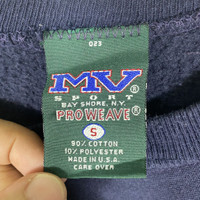 023
MV
SPORT
BAY SHORE, N.Y.
PROWEAVE®
S
90% COTTON
10% POLYESTER
MADE IN U.S.A.
CARE OVER